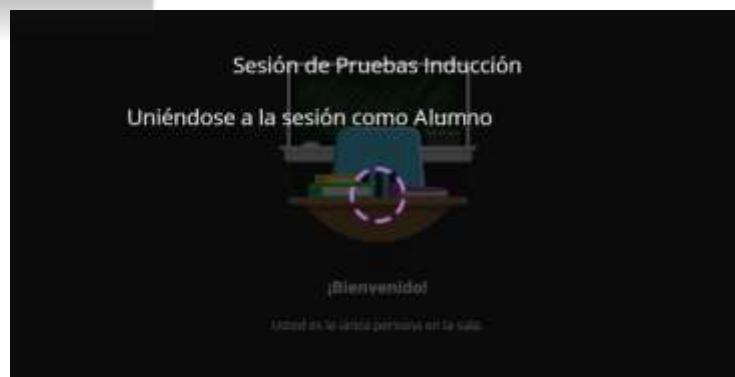 Sesión de Pruebas Inducción
Uniéndose a la sesión como Alumno
¡Bienvenido!
Usted es la única persona en la sala.